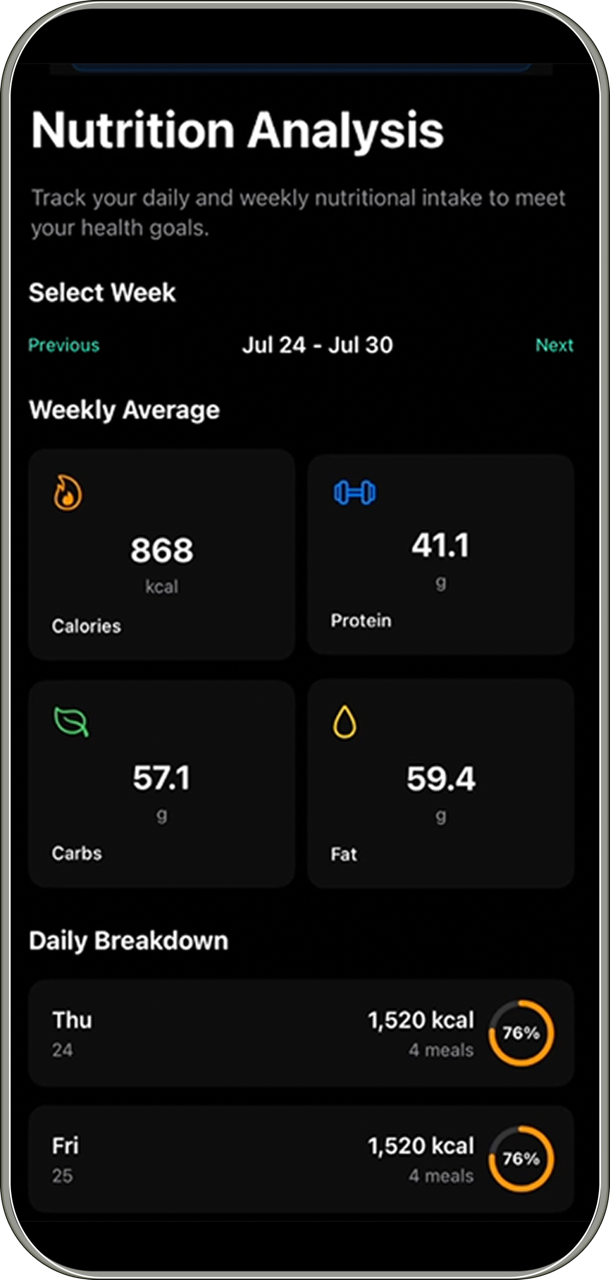 Nutrition Analysis
Track your daily and weekly nutritional intake to meet
your health goals.
Select Week
Previous
Jul 24 - Jul 30
Next
Weekly Average
868
kcal
Calories
41.1
g
Protein
57.1
g
Carbs
59.4
g
Fat
Daily Breakdown
Thu
1,520 kcal
76%
24
4 meals
Fri
1,520 kcal
76%
25
4 meals